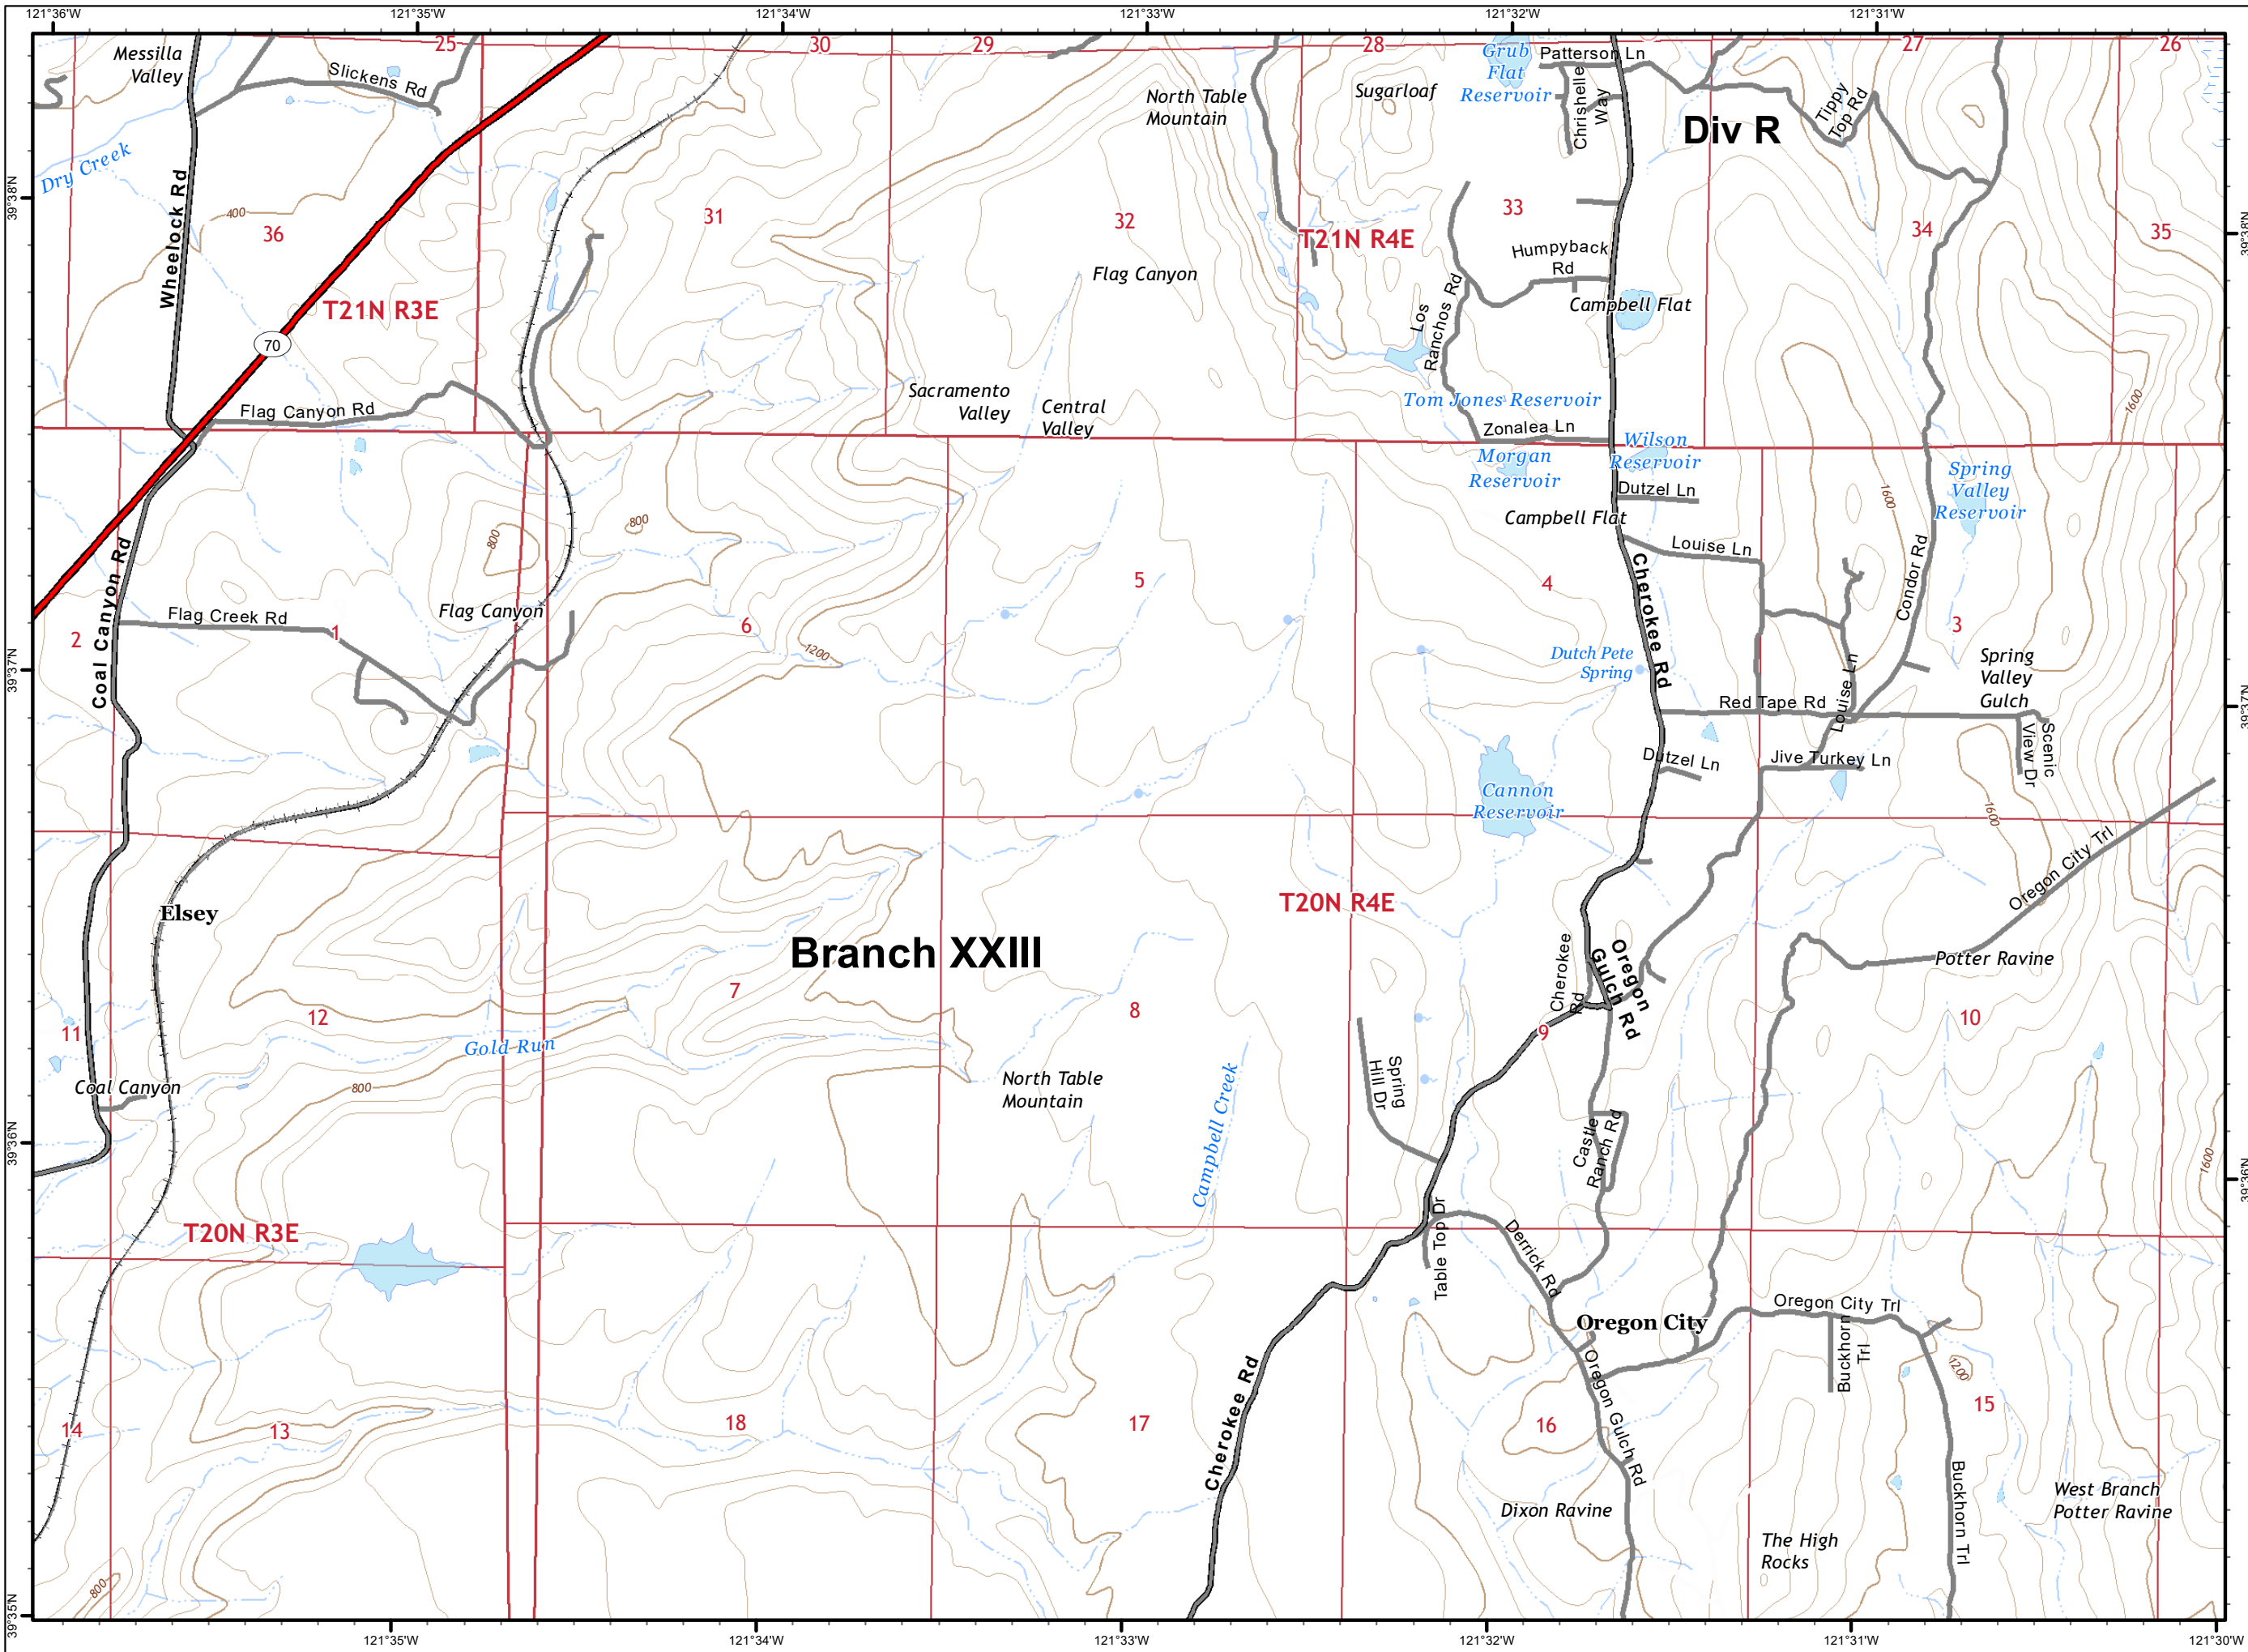 121°36'W
121°35'W
121°34'W
121°33'W
121°32'W
121°31'W
Messilla
Valley
25
30
29
28
27
26
Slickens Rd
Grub
Flat
Reservoir
Patterson Ln
Chrishelle
Way
North Table
Mountain
Sugarloaf
Tippy
Top Rd
Div R
Dry Creek
39°38'N
Wheelock Rd
400
36
31
32
33
34
35
39°38'N
T21N R4E
Flag Canyon
Humpyback
Rd
Campbell Flat
T21N R3E
70
Los
Ranchos Rd
Sacramento
Valley
Central
Valley
Tom Jones Reservoir
1600
Flag Canyon Rd
Zonalea Ln
Wilson
Reservoir
Morgan
Reservoir
Spring
Valley
Reservoir
Dutzel Ln
1600
Campbell Flat
800
800
Louise Ln
Coal Canyon Rd
Flag Creek Rd
Flag Canyon
Cherokee Rd
Condor Rd
2
1
6
5
4
3
1200
39°37'N
Dutch Pete
Spring
Spring
Valley
Gulch
Louise Ln
Red Tape Rd
39°37'N
Scenic
View Dr
Dutzel Ln
Jive Turkey Ln
Cannon
Reservoir
1600
Oregon City Trl
Elsey
T20N R4E
Branch XXIII
Cherokee
Rd
Oregon
Gulch Rd
Potter Ravine
11
12
7
8
9
10
Gold Run
Coal Canyon
800
North Table
Mountain
Campbell Creek
Spring
Hill Dr
Castle
Ranch Rd
39°36'N
1600
39°36'N
T20N R3E
Table Top Dr
Derrick Rd
Oregon City
Oregon City Trl
Buckhorn
Trl
1200
Cherokee Rd
Oregon Gulch Rd
14
13
18
17
16
15
Buckhorn Trl
Dixon Ravine
The High
Rocks
West Branch
Potter Ravine
800
39°35'N
121°35'W
121°34'W
121°33'W
121°32'W
121°31'W
121°30'W